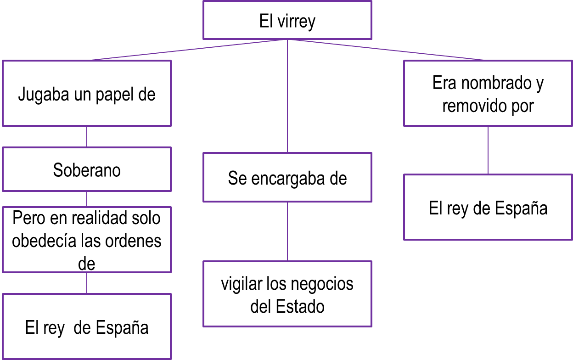 El virrey
Jugaba un papel de
Soberano
Pero en realidad solo
obedecía las ordenes
de
El rey  de España
Se encargaba de
vigilar los negocios
del Estado
Era nombrado y
removido por
El rey de España